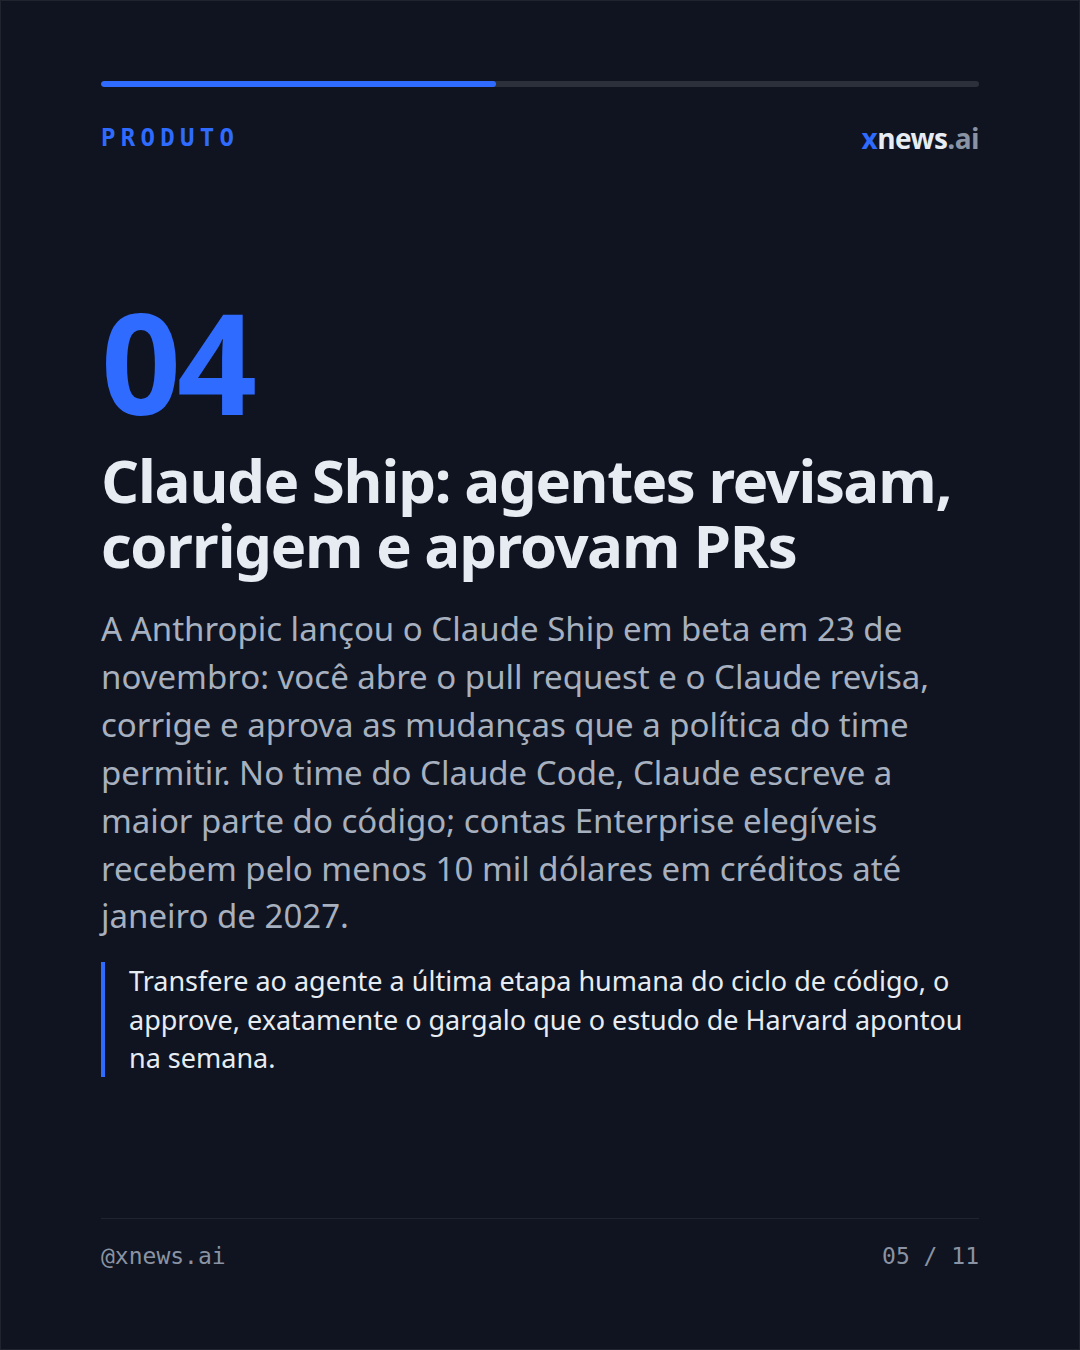 PRODUTO
xnews.ai
04
Claude Ship: agentes revisam,
corrigem e aprovam PRs
A Anthropic lançou o Claude Ship em beta em 23 de
novembro: você abre o pull request e o Claude revisa,
corrige e aprova as mudanças que a política do time
permitir. No time do Claude Code, Claude escreve a
maior parte do código; contas Enterprise elegíveis
recebem pelo menos 10 mil dólares em créditos até
janeiro de 2027.
Transfere ao agente a última etapa humana do ciclo de código, o
approve, exatamente o gargalo que o estudo de Harvard apontou
na semana.
@xnews.ai
05 / 11